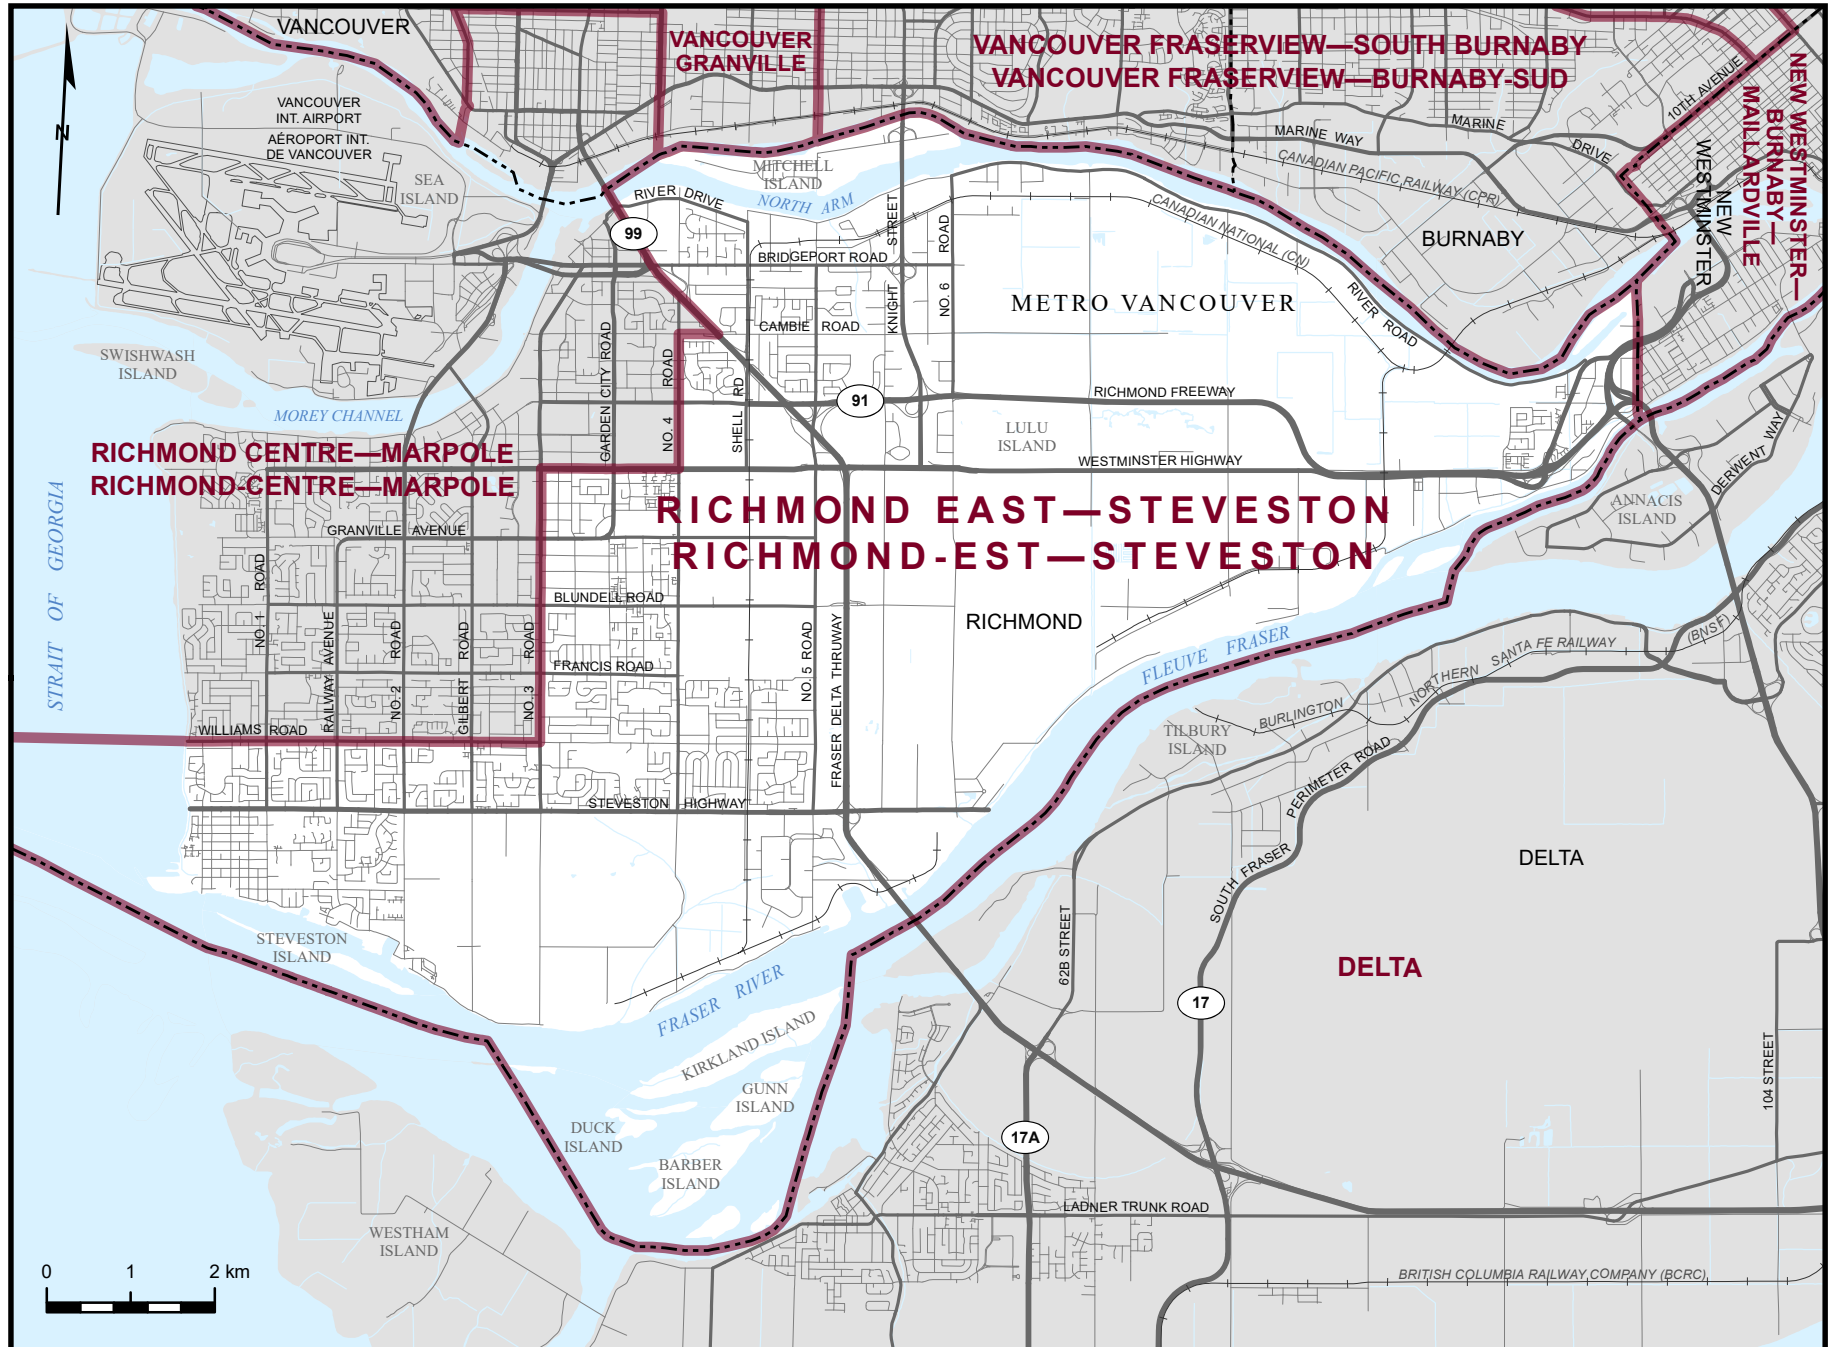 VANCOUVER
VANCOUVER
GRANVILLE
VANCOUVER FRASERVIEW—SOUTH BURNABY
VANCOUVER FRASERVIEW—BURNABY-SUD
NEW WESTMINSTER—
BURNABY—
MAILLARDVILLE
10TH AVENUE
N
VANCOUVER
INT. AIRPORT
AÉROPORT INT.
DE VANCOUVER
SEA
ISLAND
MITCHELL
ISLAND
NORTH ARM
RIVER DRIVE
MARINE WAY
MARINE
DRIVE
CANADIAN PACIFIC RAILWAY (CPR)
CANADIAN NATIONAL (CN)
NEW
WESTMINSTER
BURNABY
99
BRIDGEPORT ROAD
KNIGHT STREET
NO. 6 ROAD
METRO VANCOUVER
RIVER ROAD
CAMBIE ROAD
SWISHWASH
ISLAND
MOREY CHANNEL
GARDEN CITY ROAD
NO. 4 ROAD
SHELL RD
91
RICHMOND FREEWAY
LULU
ISLAND
WESTMINSTER HIGHWAY
DERWENT WAY
ANNACIS
ISLAND
RICHMOND CENTRE—MARPOLE
RICHMOND-CENTRE—MARPOLE
RICHMOND EAST—STEVESTON
RICHMOND-EST—STEVESTON
STRAIT OF GEORGIA
GRANVILLE AVENUE
BLUNDELL ROAD
RICHMOND
NO. 1 ROAD
RAILWAY AVENUE
NO. 2 ROAD
GILBERT ROAD
NO. 3 ROAD
FRANCIS ROAD
NO. 5 ROAD
FRASER DELTA THRUWAY
FLEUVE FRASER
BURLINGTON NORTHERN SANTA FE RAILWAY (BNSF)
TILBURY
ISLAND
WILLIAMS ROAD
STEVESTON HIGHWAY
SOUTH FRASER PERIMETER ROAD
DELTA
62B STREET
STEVESTON
ISLAND
DELTA
FRASER RIVER
17
KIRKLAND ISLAND
GUNN
ISLAND
DUCK
ISLAND
BARBER
ISLAND
104 STREET
17A
WESTHAM
ISLAND
LADNER TRUNK ROAD
BRITISH COLUMBIA RAILWAY COMPANY (BCRC)
0 1 2 km